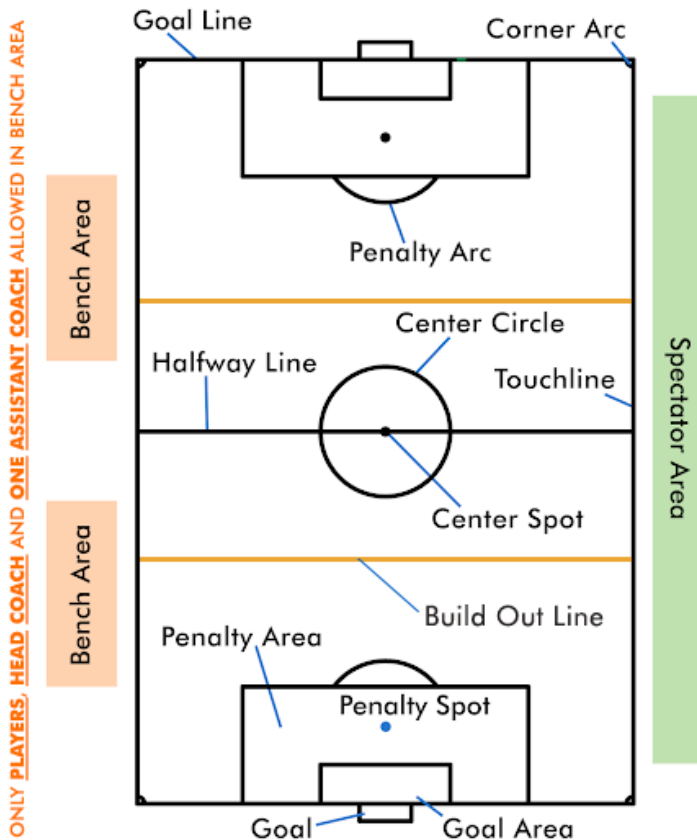 Goal Line
Corner Arc
ONLY PLAYERS, HEAD COACH AND ONE ASSISTANT COACH ALLOWED IN BENCH AREA
Bench Area
Penalty Arc
Center Circle
Halfway Line
Touchline
Spectator Area
Center Spot
Bench Area
Build Out Line
Penalty Area
Penalty Spot
Goal
Goal Area